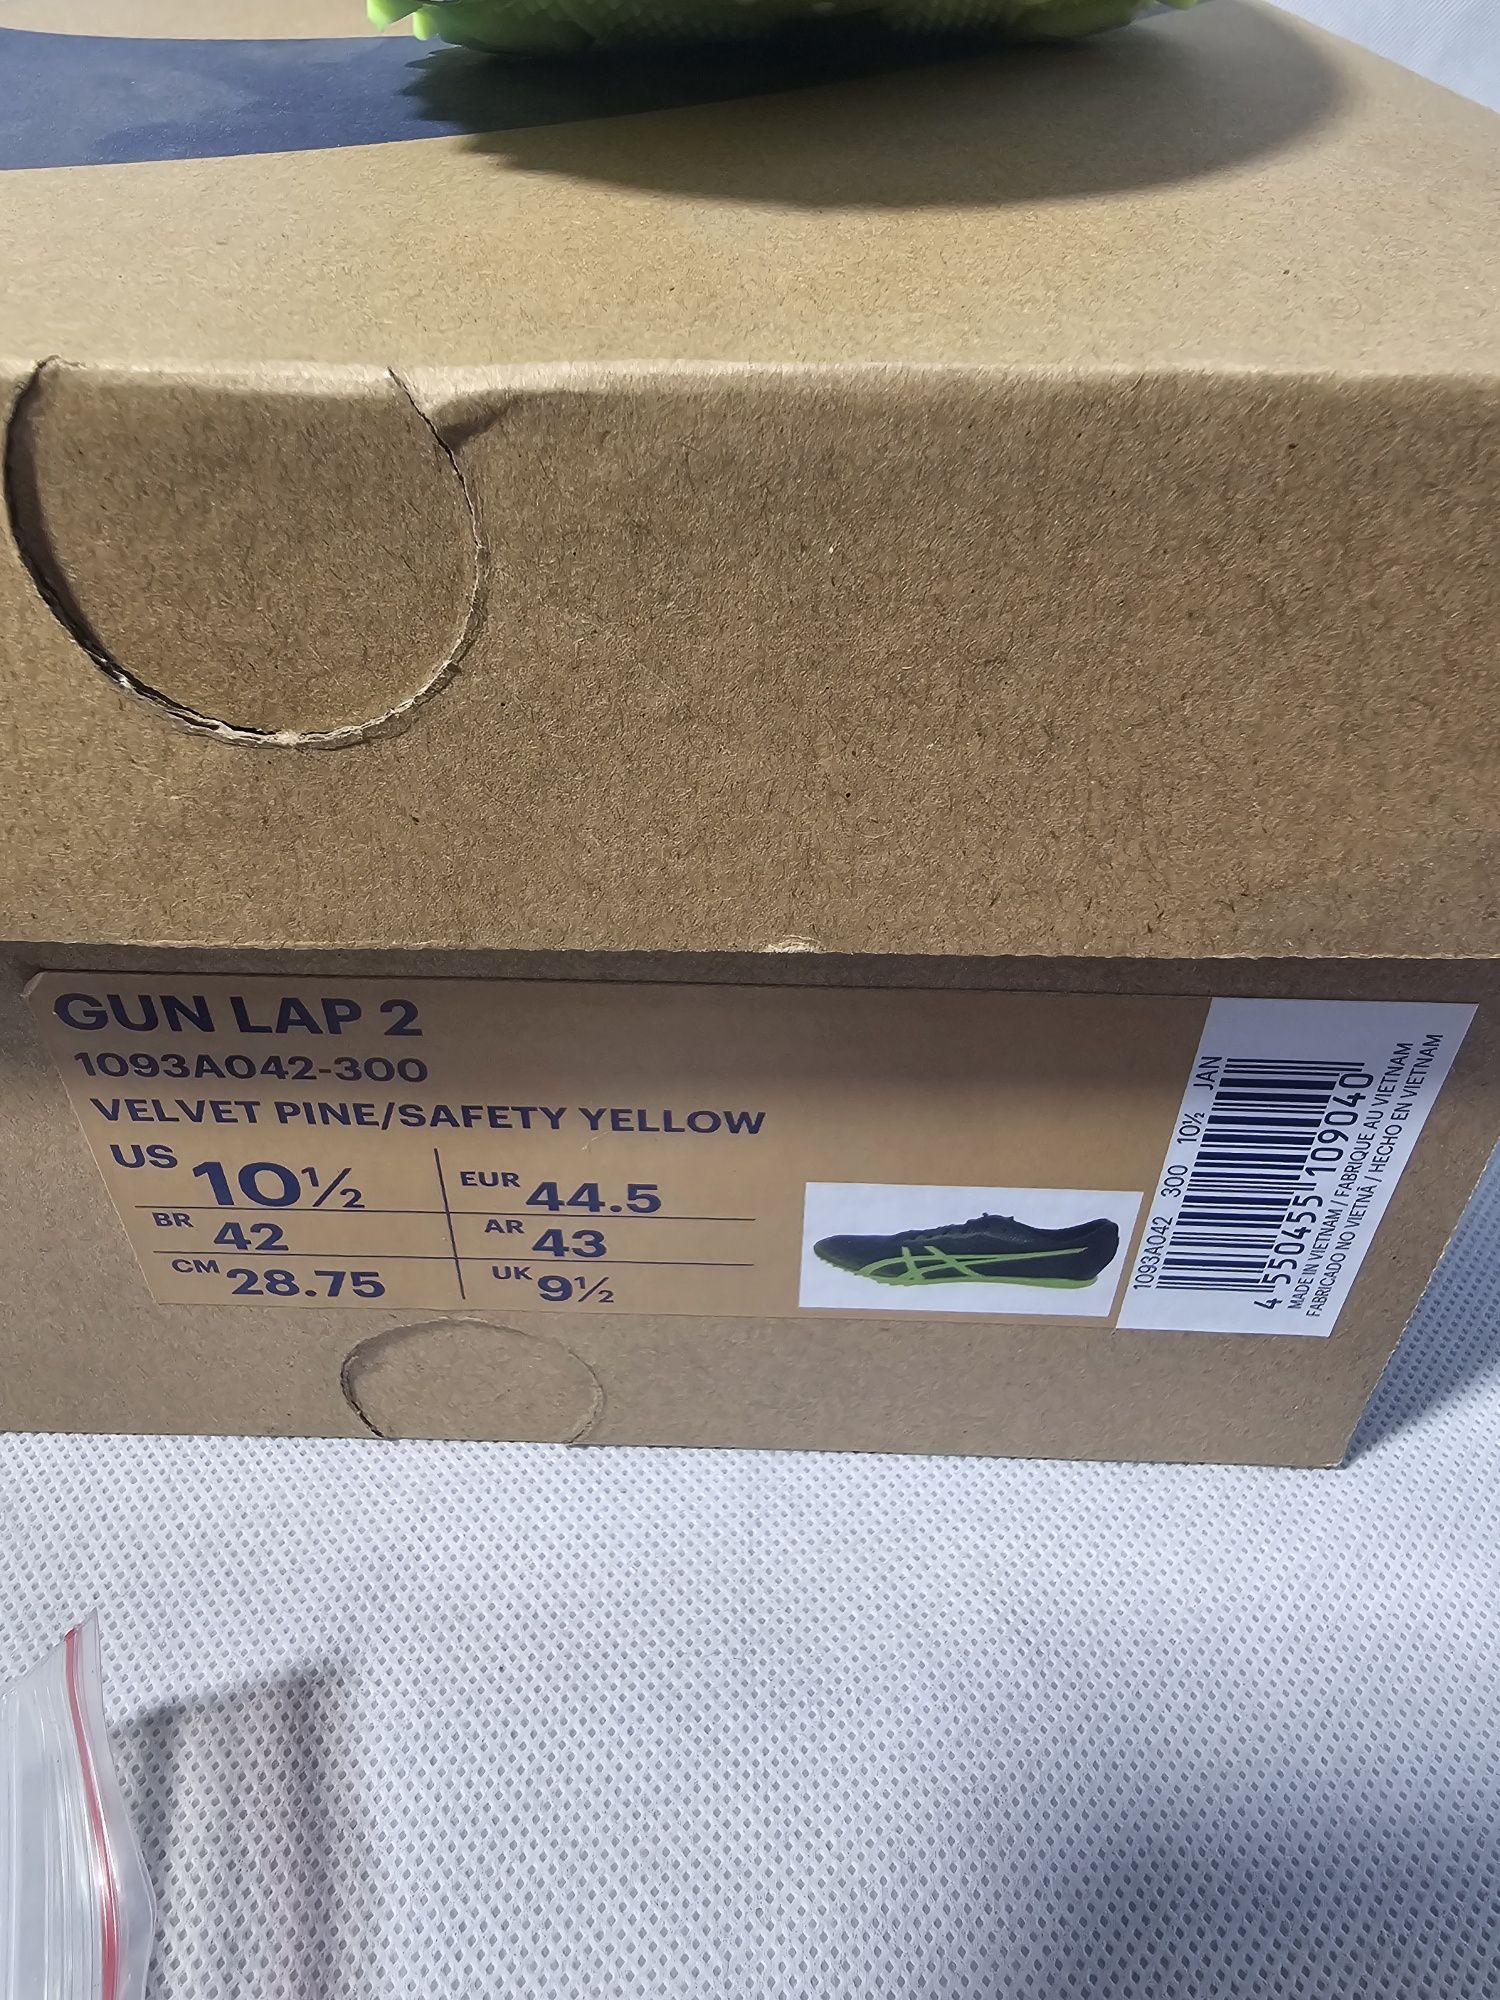 GUN LAP 2
1093A042-300
VELVET PINE/SAFETY YELLOW
US 10½
EUR 44.5
BR 42
AR 43
CM 28.75
UK 9½
1093A042 300 10½ JAN
4 550455 109040
MADE IN VIETNAM / FABRIQUE AU VIETNAM
FABRICADO NO VIETNÃ / HECHO EN VIETNAM